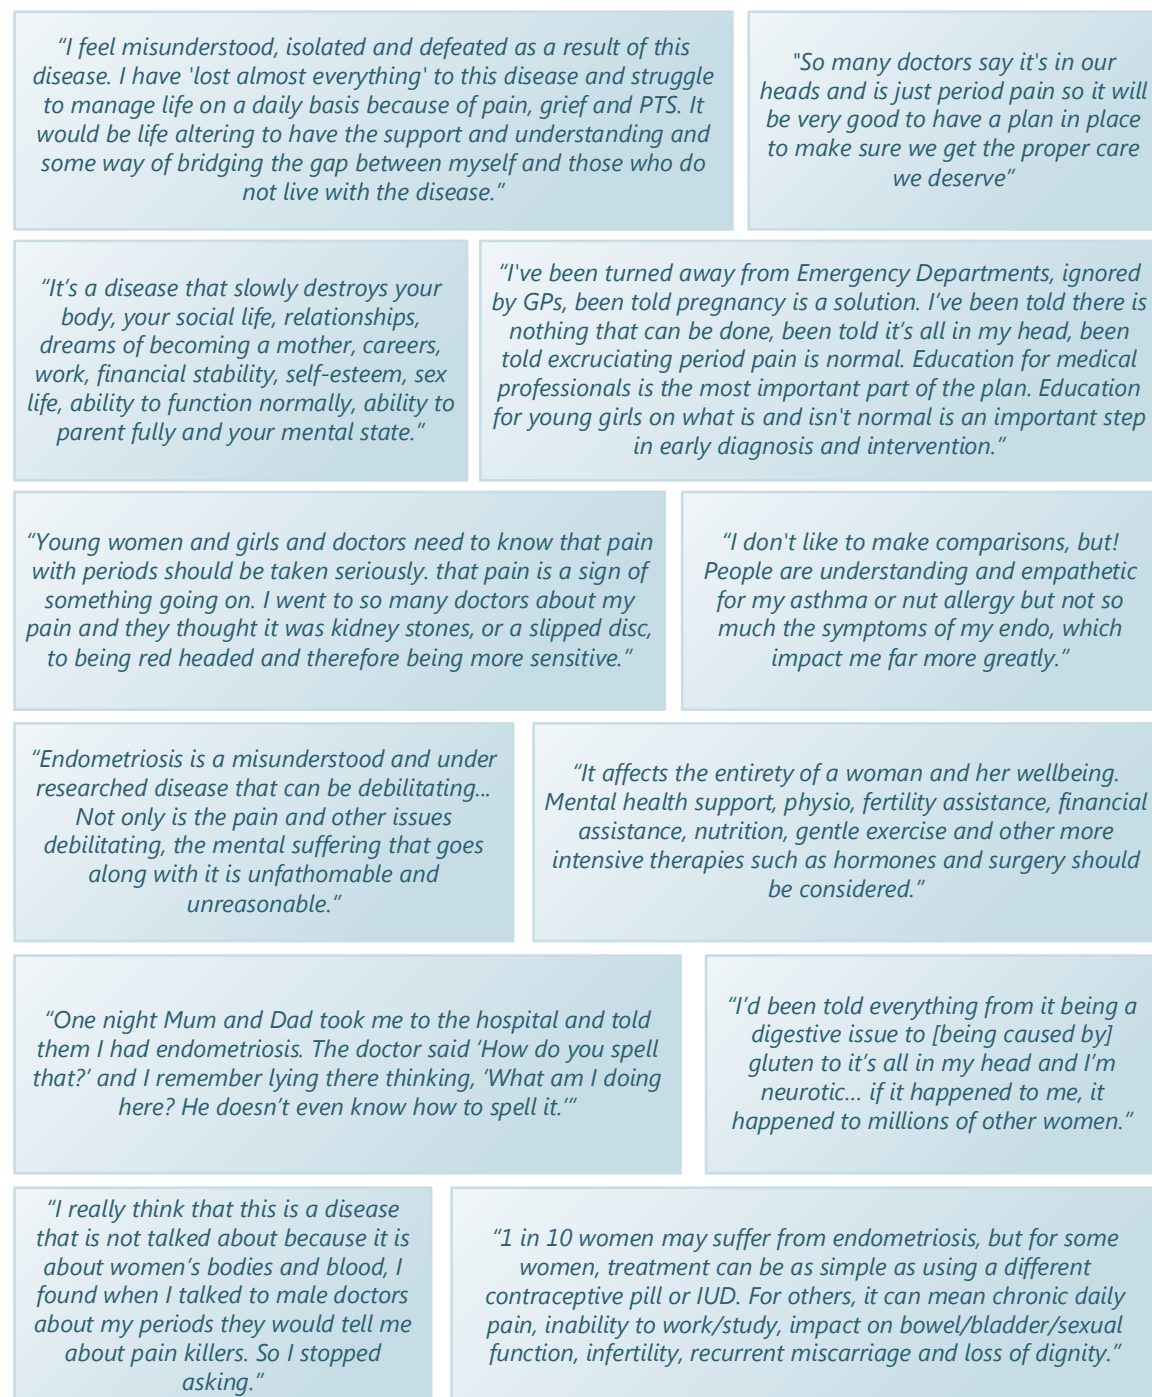 “I feel misunderstood, isolated and defeated as a result of this
disease. I have 'lost almost everything' to this disease and struggle
to manage life on a daily basis because of pain, grief and PTS. It
would be life altering to have the support and understanding and
some way of bridging the gap between myself and those who do
not live with the disease.”
"So many doctors say it's in our
heads and is just period pain so it will
be very good to have a plan in place
to make sure we get the proper care
we deserve”
“It’s a disease that slowly destroys your
body, your social life, relationships,
dreams of becoming a mother, careers,
work, financial stability, self-esteem, sex
life, ability to function normally, ability to
parent fully and your mental state.”
“I've been turned away from Emergency Departments, ignored
by GPs, been told pregnancy is a solution. I’ve been told there is
nothing that can be done, been told it’s all in my head, been
told excruciating period pain is normal. Education for medical
professionals is the most important part of the plan. Education
for young girls on what is and isn't normal is an important step
in early diagnosis and intervention.”
“Young women and girls and doctors need to know that pain
with periods should be taken seriously. that pain is a sign of
something going on. I went to so many doctors about my
pain and they thought it was kidney stones, or a slipped disc,
to being red headed and therefore being more sensitive.”
“I don't like to make comparisons, but!
People are understanding and empathetic
for my asthma or nut allergy but not so
much the symptoms of my endo, which
impact me far more greatly.”
“Endometriosis is a misunderstood and under
researched disease that can be debilitating...
Not only is the pain and other issues
debilitating, the mental suffering that goes
along with it is unfathomable and
unreasonable.”
“It affects the entirety of a woman and her wellbeing.
Mental health support, physio, fertility assistance, financial
assistance, nutrition, gentle exercise and other more
intensive therapies such as hormones and surgery should
be considered.”
“One night Mum and Dad took me to the hospital and told
them I had endometriosis. The doctor said ‘How do you spell
that?’ and I remember lying there thinking, ‘What am I doing
here? He doesn’t even know how to spell it.’”
“I’d been told everything from it being a
digestive issue to [being caused by]
gluten to it’s all in my head and I’m
neurotic... if it happened to me, it
happened to millions of other women.”
“I really think that this is a disease
that is not talked about because it is
about women’s bodies and blood, I
found when I talked to male doctors
about my periods they would tell me
about pain killers. So I stopped
asking.”
“1 in 10 women may suffer from endometriosis, but for some
women, treatment can be as simple as using a different
contraceptive pill or IUD. For others, it can mean chronic daily
pain, inability to work/study, impact on bowel/bladder/sexual
function, infertility, recurrent miscarriage and loss of dignity.”